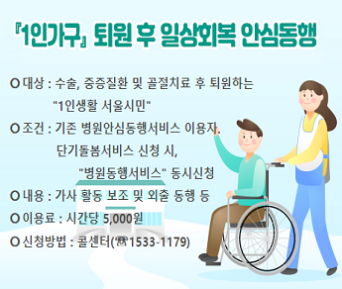 『1인가구』 퇴원 후 일상회복 안심동행
O 대상 : 수술, 중증질환 및 골절치료 후 퇴원하는
"1인생활 서울시민"
O 조건 : 기존 병원안심동행서비스 이용자,
단기돌봄서비스 신청 시,
"병원동행서비스" 동시신청
O 내용 : 가사 활동 보조 및 외출 동행 등
O 이용료 : 시간당 5,000원
O 신청방법 : 콜센터(☎1533-1179)